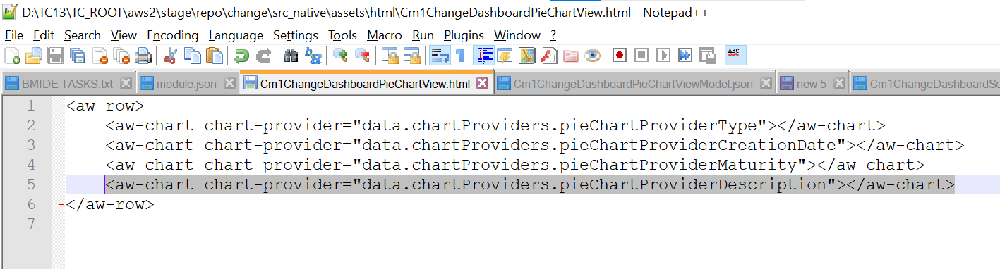 D:\TC13\TC_ROOT\aws2\stage\repo\change\src_native\assets\html\Cm1ChangeDashboardPieChartView.html - Notepad++
File Edit Search View Encoding Language Settings Tools Macro Run Plugins Window ?
ABC
BMIDE TASKS.txt module.json Cm1ChangeDashboardPieChartView.html Cm1ChangeDashboardPieChartViewModel.json new 5 Cm1ChangeDashboardSe
1 <aw-row>
2 <aw-chart chart-provider="data.chartProviders.pieChartProviderType"></aw-chart>
3 <aw-chart chart-provider="data.chartProviders.pieChartProviderCreationDate"></aw-chart>
4 <aw-chart chart-provider="data.chartProviders.pieChartProviderMaturity"></aw-chart>
5 <aw-chart chart-provider="data.chartProviders.pieChartProviderDescription"></aw-chart>
6 </aw-row>
7